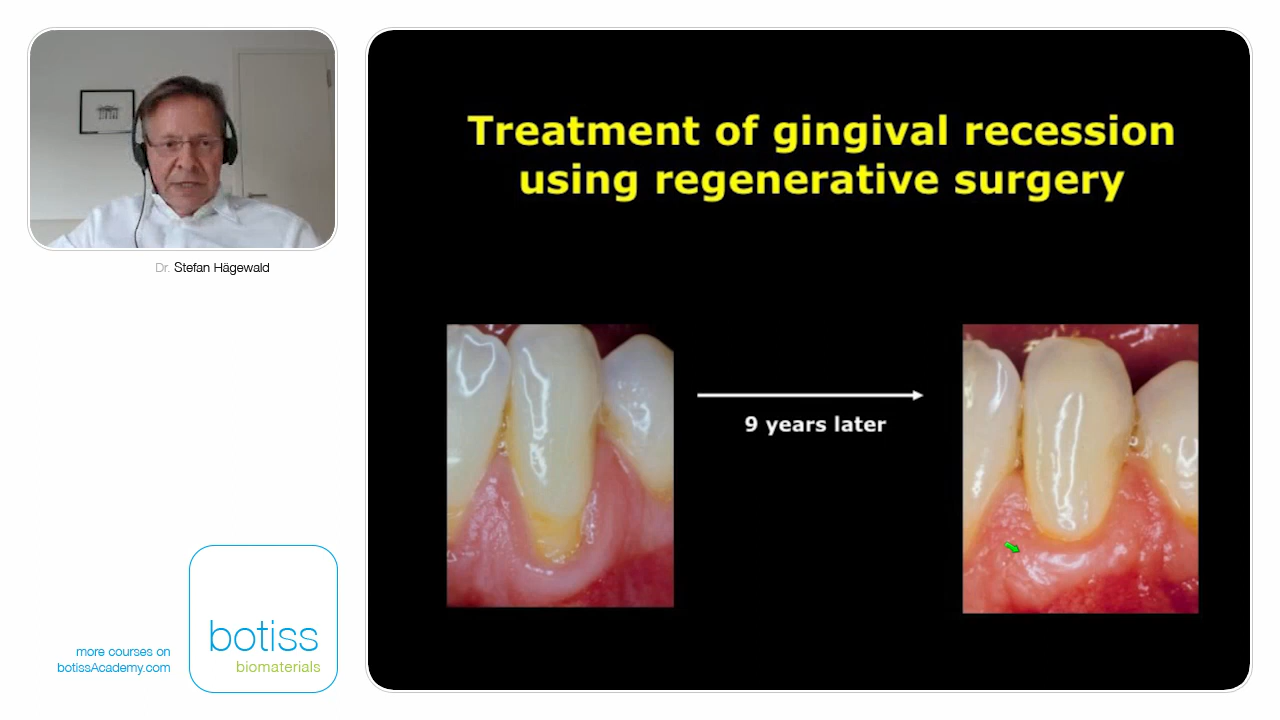 Dr. Stefan Hägewald
Treatment of gingival recession
using regenerative surgery
9 years later
more courses on
botissAcademy.com
botiss
biomaterials